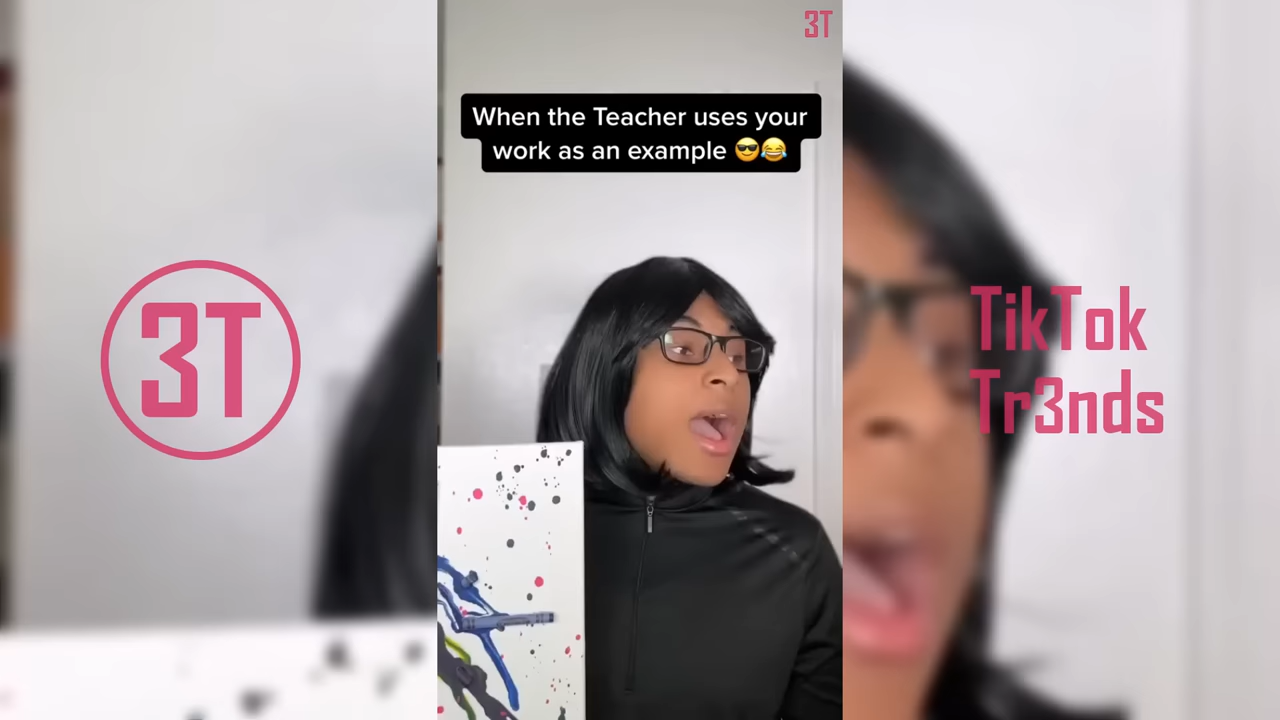 3T
When the Teacher uses your
work as an example 😎😂
3T
TikTok
Tr3nds